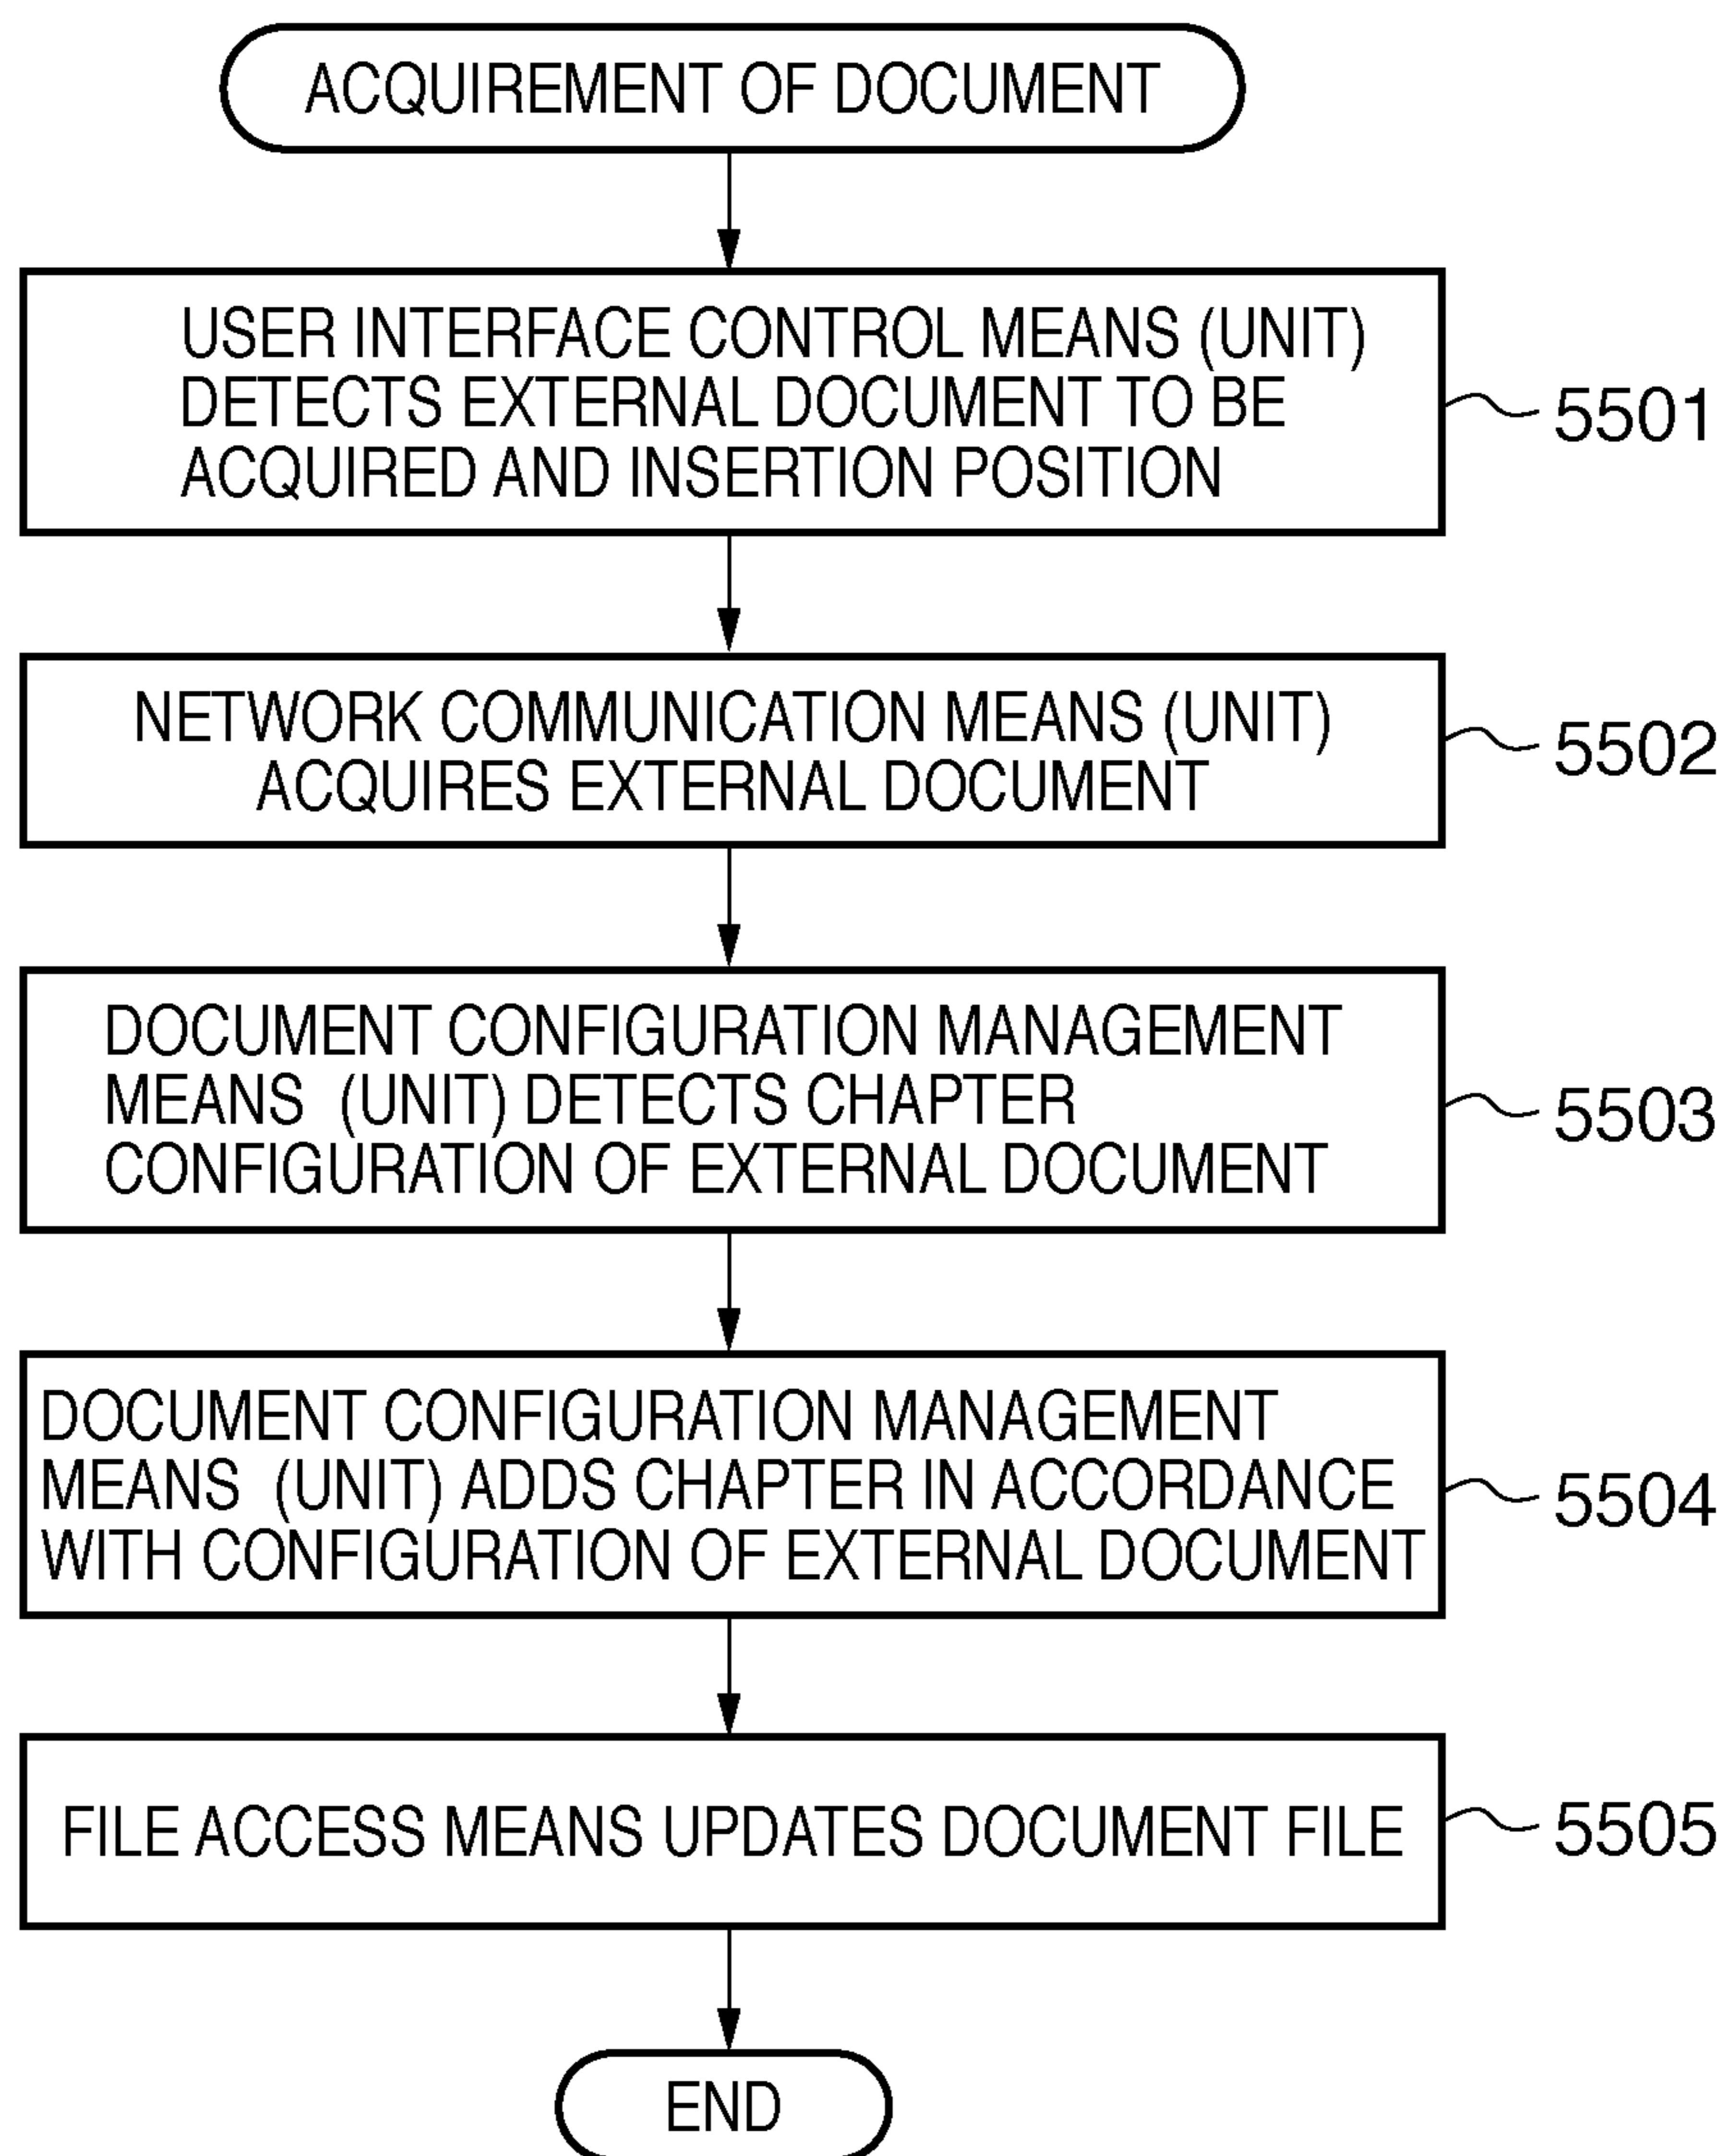 ACQUIREMENT OF DOCUMENT
USER INTERFACE CONTROL MEANS (UNIT)
DETECTS EXTERNAL DOCUMENT TO BE
ACQUIRED AND INSERTION POSITION
5501
NETWORK COMMUNICATION MEANS (UNIT)
ACQUIRES EXTERNAL DOCUMENT
5502
DOCUMENT CONFIGURATION MANAGEMENT
MEANS (UNIT) DETECTS CHAPTER
CONFIGURATION OF EXTERNAL DOCUMENT
5503
DOCUMENT CONFIGURATION MANAGEMENT
MEANS (UNIT) ADDS CHAPTER IN ACCORDANCE
WITH CONFIGURATION OF EXTERNAL DOCUMENT
5504
FILE ACCESS MEANS UPDATES DOCUMENT FILE
5505
END